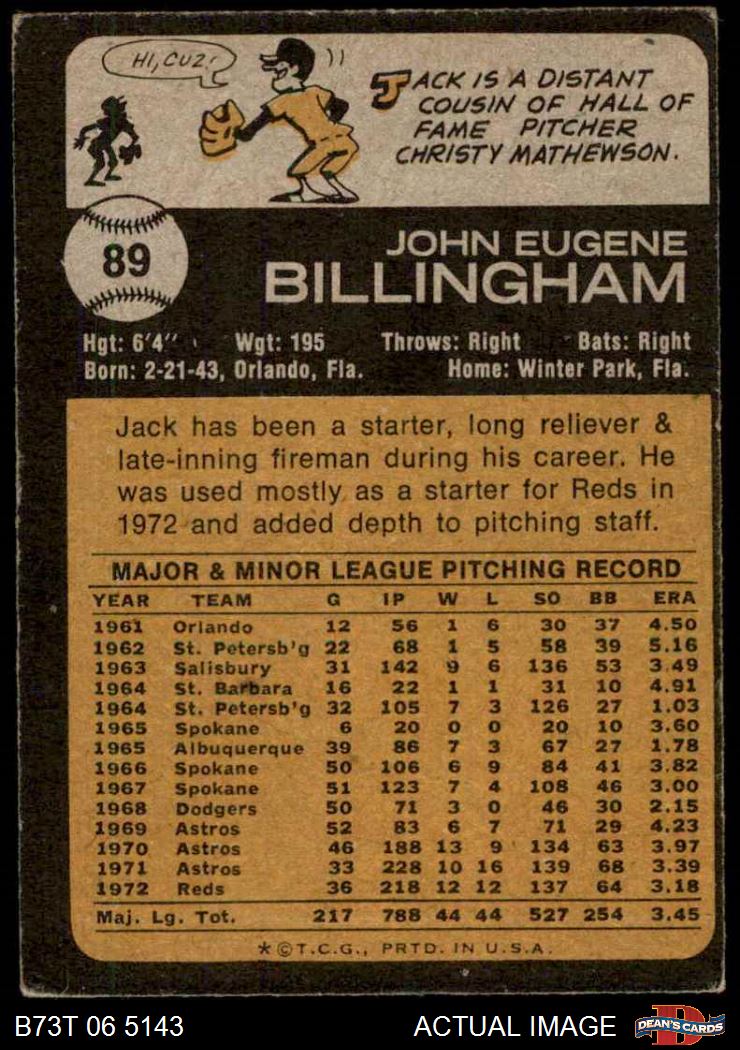 HI, CUZ!
JACK IS A DISTANT
COUSIN OF HALL OF
FAME PITCHER
CHRISTY MATHEWSON.
89
JOHN EUGENE
BILLINGHAM
Hgt: 6'4" Wgt: 195 Throws: Right Bats: Right
Born: 2-21-43, Orlando, Fla. Home: Winter Park, Fla.
Jack has been a starter, long reliever &
late-inning fireman during his career. He
was used mostly as a starter for Reds in
1972 and added depth to pitching staff.
MAJOR & MINOR LEAGUE PITCHING RECORD
YEAR TEAM G IP W L SO BB ERA
1961 Orlando 12 56 1 6 30 37 4.50
1962 St. Petersb'g 22 68 1 5 58 39 5.16
1963 Salisbury 31 142 9 6 136 53 3.49
1964 St. Barbara 16 22 1 1 31 10 4.91
1964 St. Petersb'g 32 105 7 3 126 27 1.03
1965 Spokane 6 20 0 0 20 10 3.60
1965 Albuquerque 39 86 7 3 67 27 1.78
1966 Spokane 50 106 6 9 84 41 3.82
1967 Spokane 51 123 7 4 108 46 3.00
1968 Dodgers 50 71 3 0 46 30 2.15
1969 Astros 52 83 6 7 71 29 4.23
1970 Astros 46 188 13 9 134 63 3.97
1971 Astros 33 228 10 16 139 68 3.39
1972 Reds 36 218 12 12 137 64 3.18
Maj. Lg. Tot. 217 788 44 44 527 254 3.45
*©T.C.G., PRTD. IN U.S.A.
B73T 06 5143 ACTUAL IMAGE
D
DEAN'S CARDS